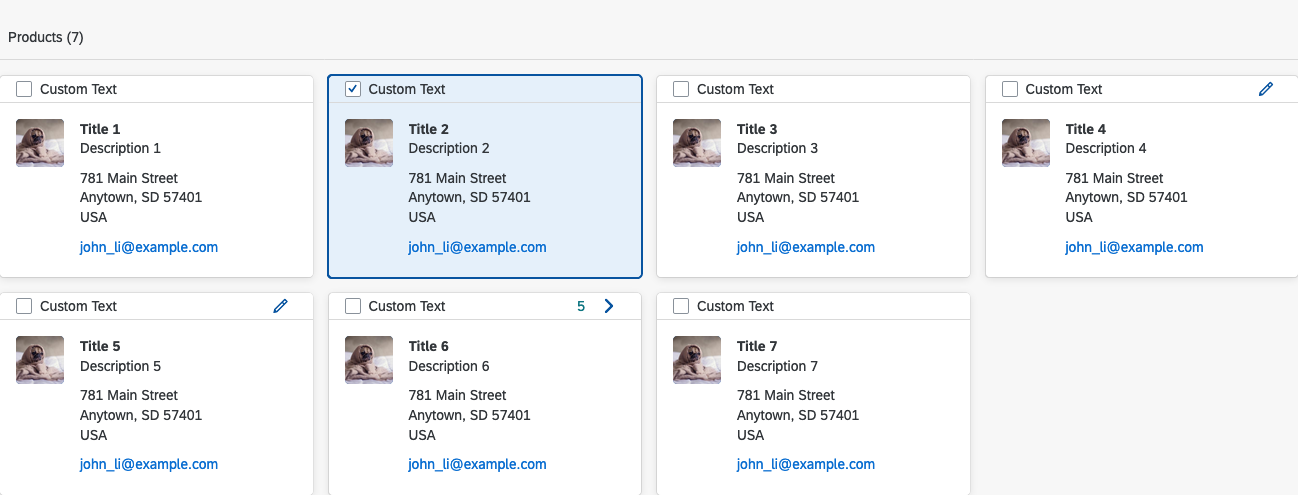 Products (7)
Custom Text
Title 1
Description 1
781 Main Street
Anytown, SD 57401
USA
john_li@example.com
Custom Text
Title 2
Description 2
781 Main Street
Anytown, SD 57401
USA
john_li@example.com
Custom Text
Title 3
Description 3
781 Main Street
Anytown, SD 57401
USA
john_li@example.com
Custom Text
Title 4
Description 4
781 Main Street
Anytown, SD 57401
USA
john_li@example.com
Custom Text
Title 5
Description 5
781 Main Street
Anytown, SD 57401
USA
john_li@example.com
Custom Text 5
Title 6
Description 6
781 Main Street
Anytown, SD 57401
USA
john_li@example.com
Custom Text
Title 7
Description 7
781 Main Street
Anytown, SD 57401
USA
john_li@example.com